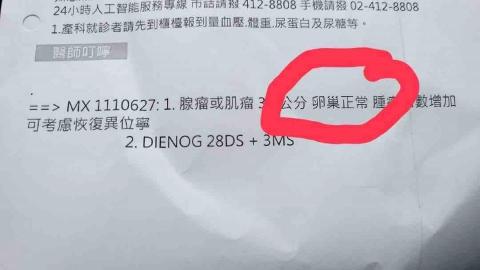 24小時人工智能服務專線 市話請撥 412-8808 手機請撥 02-412-8808
1.產科就診者請先到櫃檯報到量血壓.體重.尿蛋白及尿糖等。
醫師叮嚀
==> MX 1110627: 1. 腺瘤或肌瘤 3 公分 卵巢正常 腫 數增加
可考慮恢復異位寧
2. DIENOG 28DS + 3MS